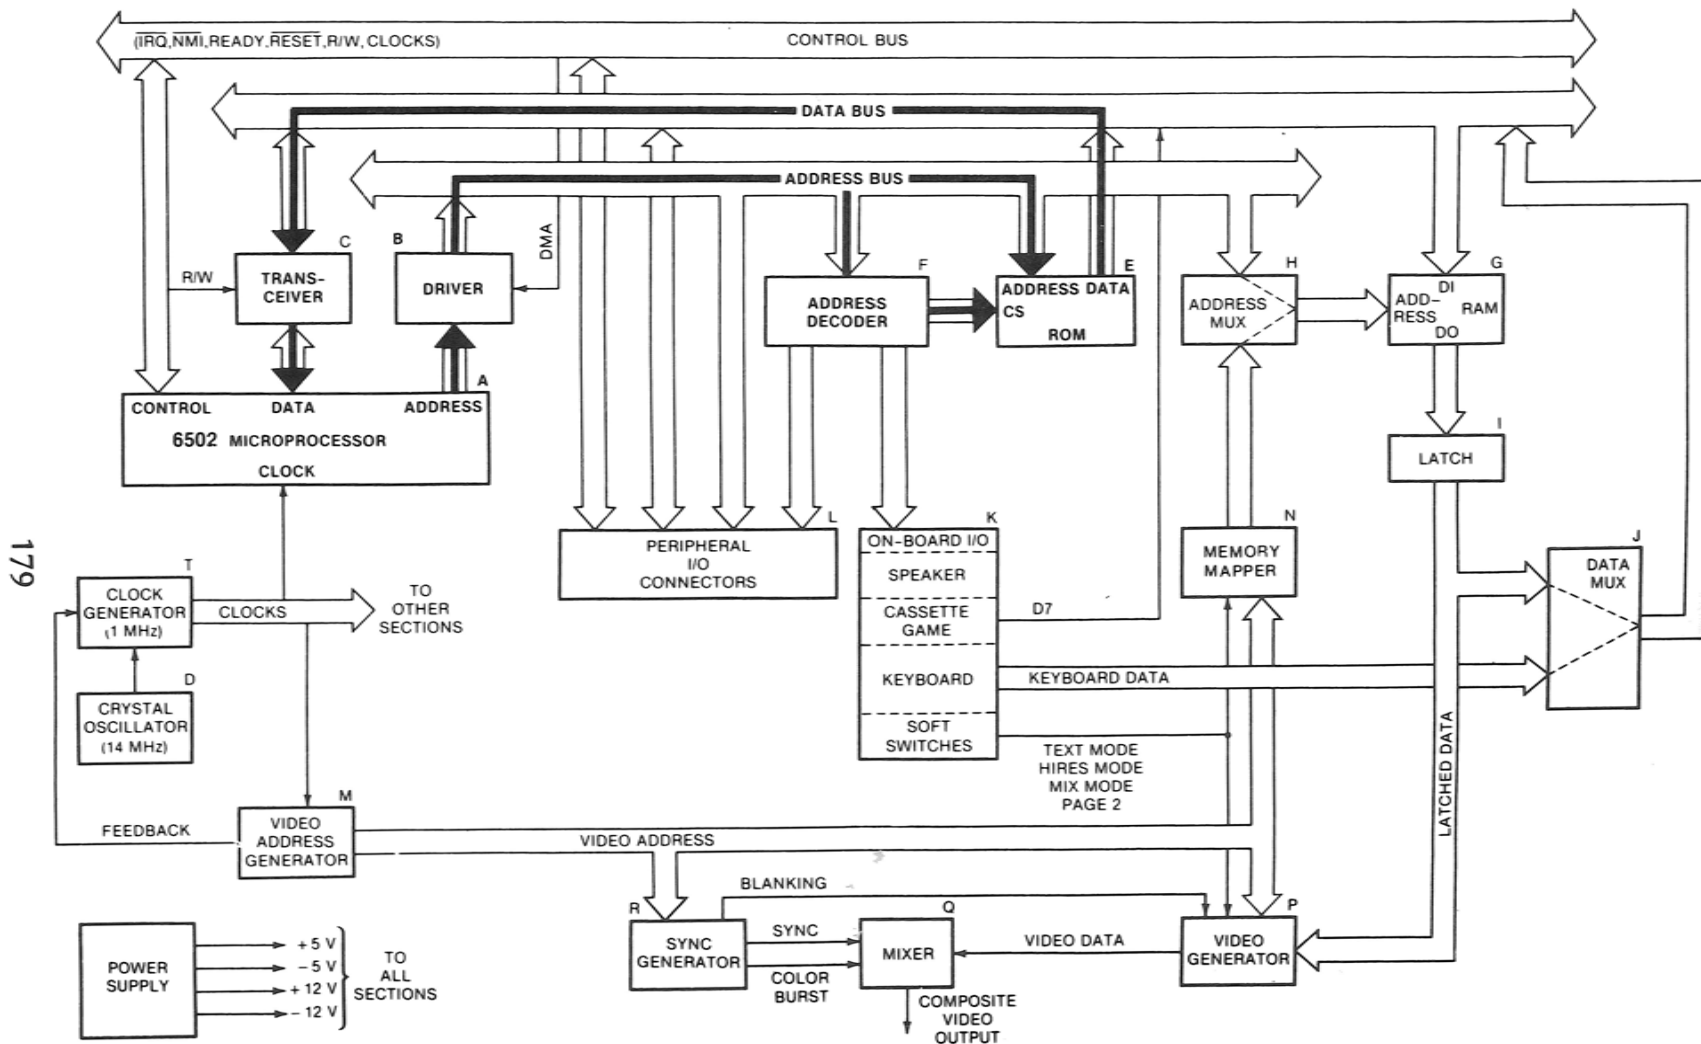 (IRQ,NMI,READY,RESET,R/W,CLOCKS)
CONTROL BUS
DATA BUS
ADDRESS BUS
DMA
R/W
C
TRANS-
CEIVER
B
DRIVER
F
ADDRESS
DECODER
E
ADDRESS DATA
CS
ROM
H
ADDRESS
MUX
G
DI
ADD-
RESS
RAM
DO
A
CONTROL
DATA
ADDRESS
6502 MICROPROCESSOR
CLOCK
I
LATCH
L
PERIPHERAL
I/O
CONNECTORS
K
ON-BOARD I/O
SPEAKER
CASSETTE
GAME
KEYBOARD
SOFT
SWITCHES
D7
KEYBOARD DATA
TEXT MODE
HIRES MODE
MIX MODE
PAGE 2
N
MEMORY
MAPPER
J
DATA
MUX
LATCHED DATA
179
T
CLOCK
GENERATOR
(1 MHz)
CLOCKS
TO
OTHER
SECTIONS
D
CRYSTAL
OSCILLATOR
(14 MHz)
FEEDBACK
M
VIDEO
ADDRESS
GENERATOR
VIDEO ADDRESS
BLANKING
R
SYNC
GENERATOR
SYNC
COLOR
BURST
Q
MIXER
VIDEO DATA
P
VIDEO
GENERATOR
COMPOSITE
VIDEO
OUTPUT
POWER
SUPPLY
+5 V
-5 V
+12 V
-12 V
TO
ALL
SECTIONS